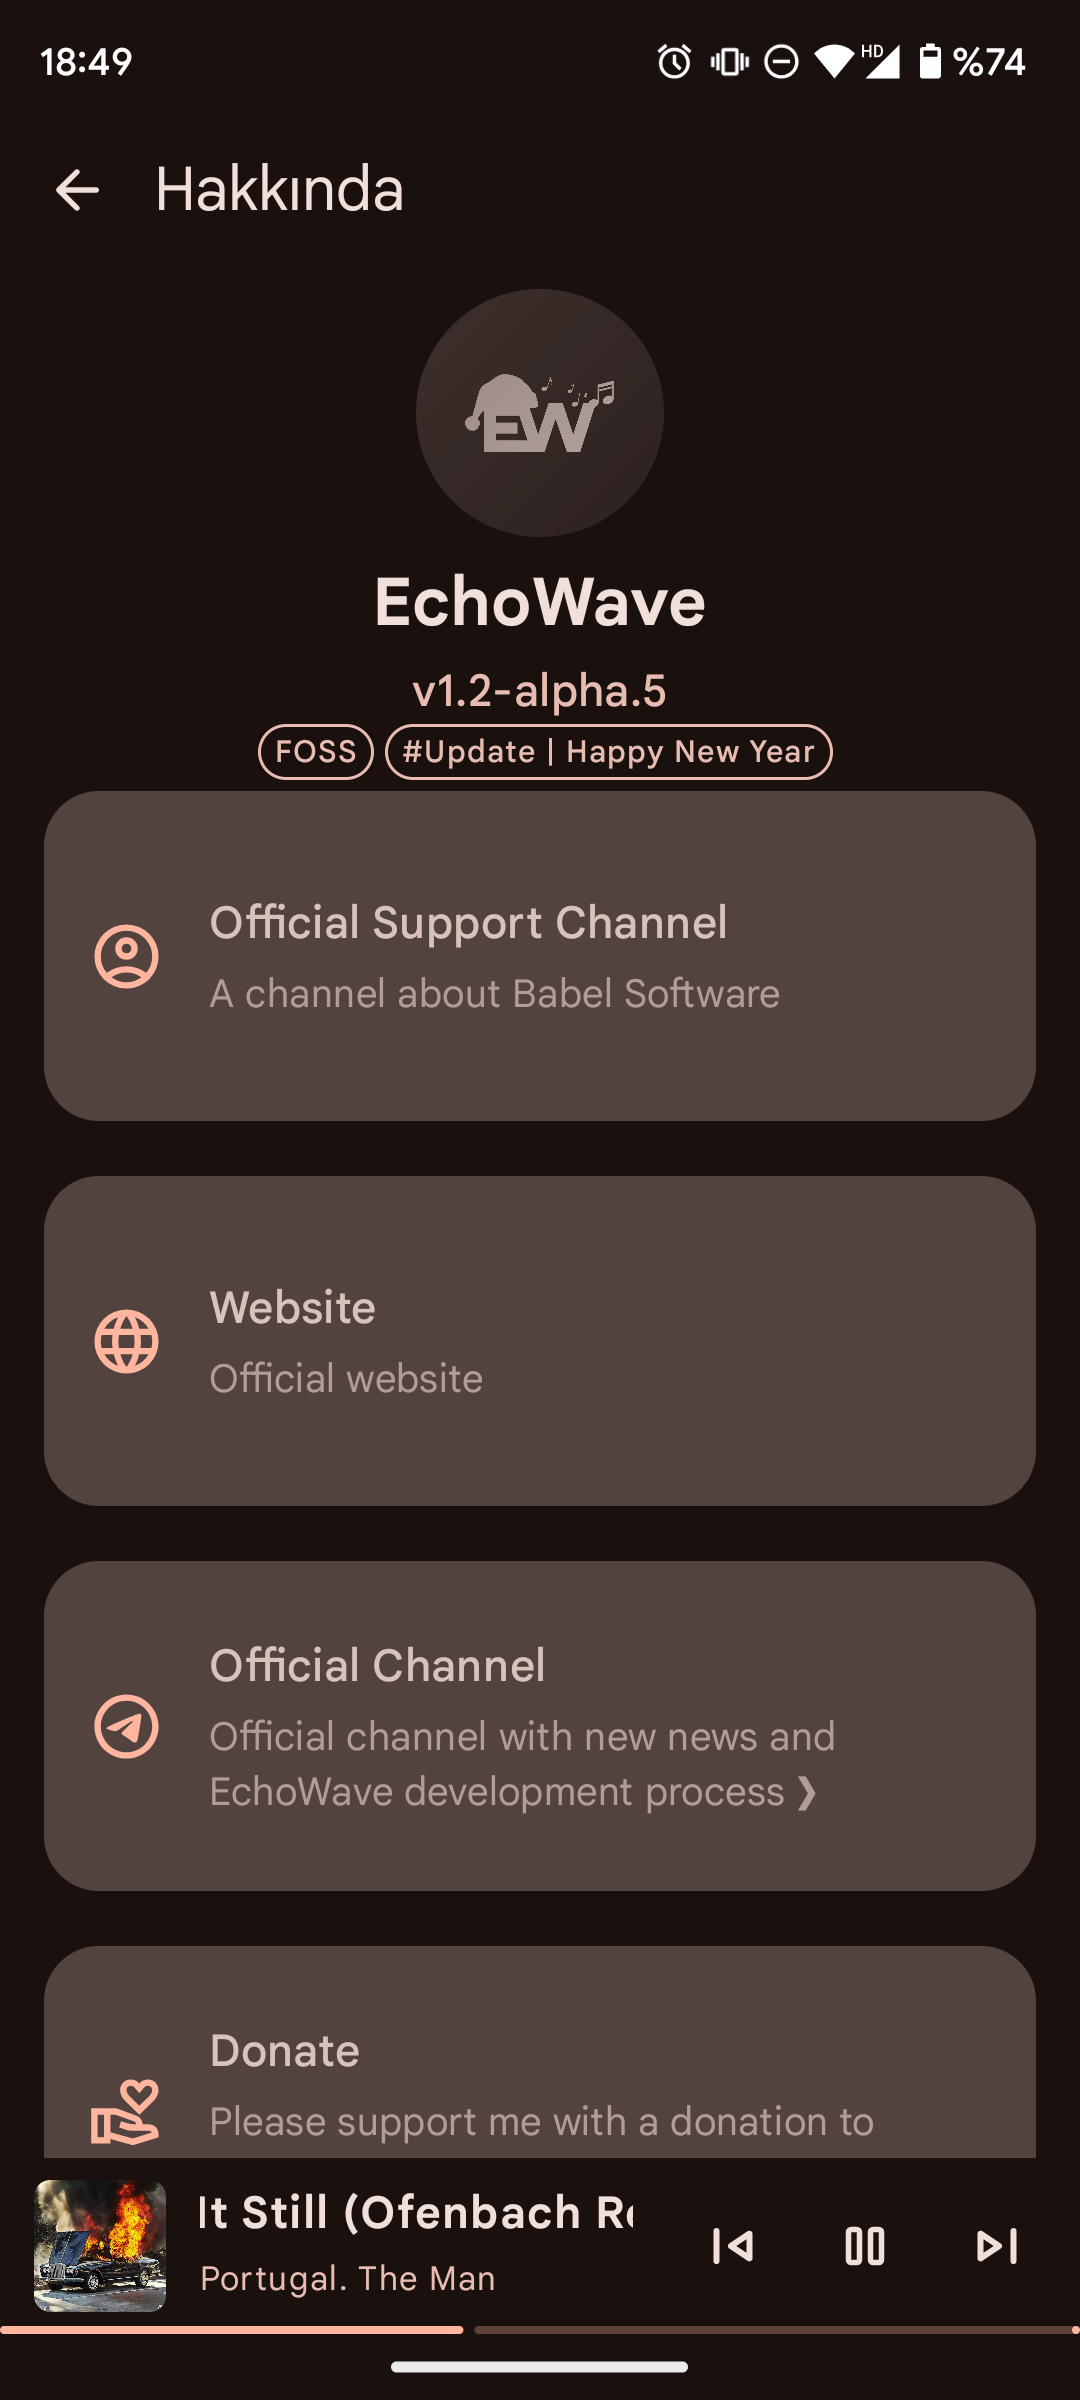 18:49
HD
%74
Hakkında
EW
EchoWave
v1.2-alpha.5
FOSS
#Update | Happy New Year
Official Support Channel
A channel about Babel Software
Website
Official website
Official Channel
Official channel with new news and
EchoWave development process ❯
Donate
Please support me with a donation to
It Still (Ofenbach Re
Portugal. The Man